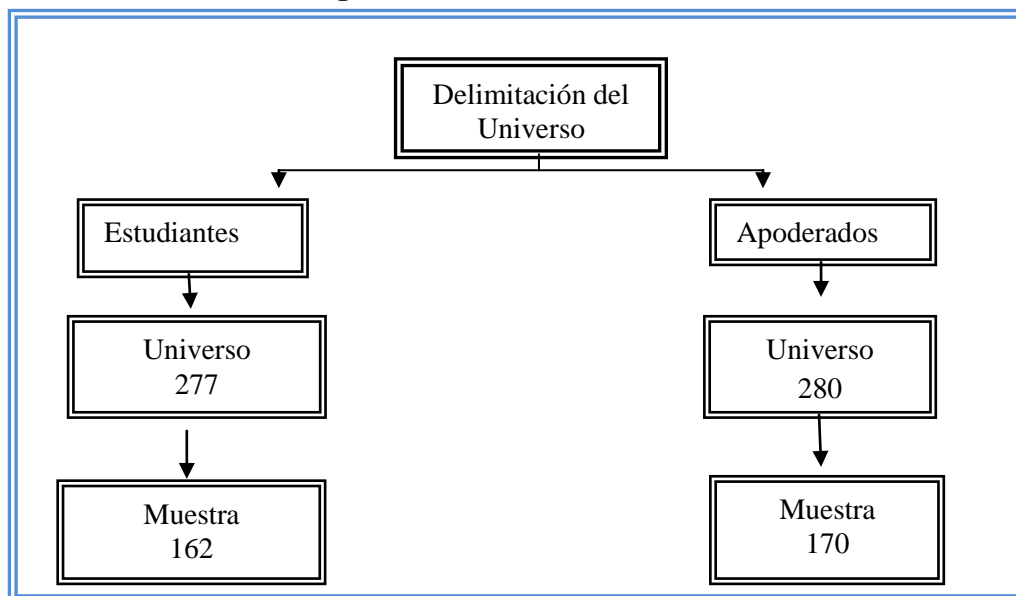 Delimitación del
Universo
Estudiantes
Apoderados
Universo
277
Universo
280
Muestra
162
Muestra
170